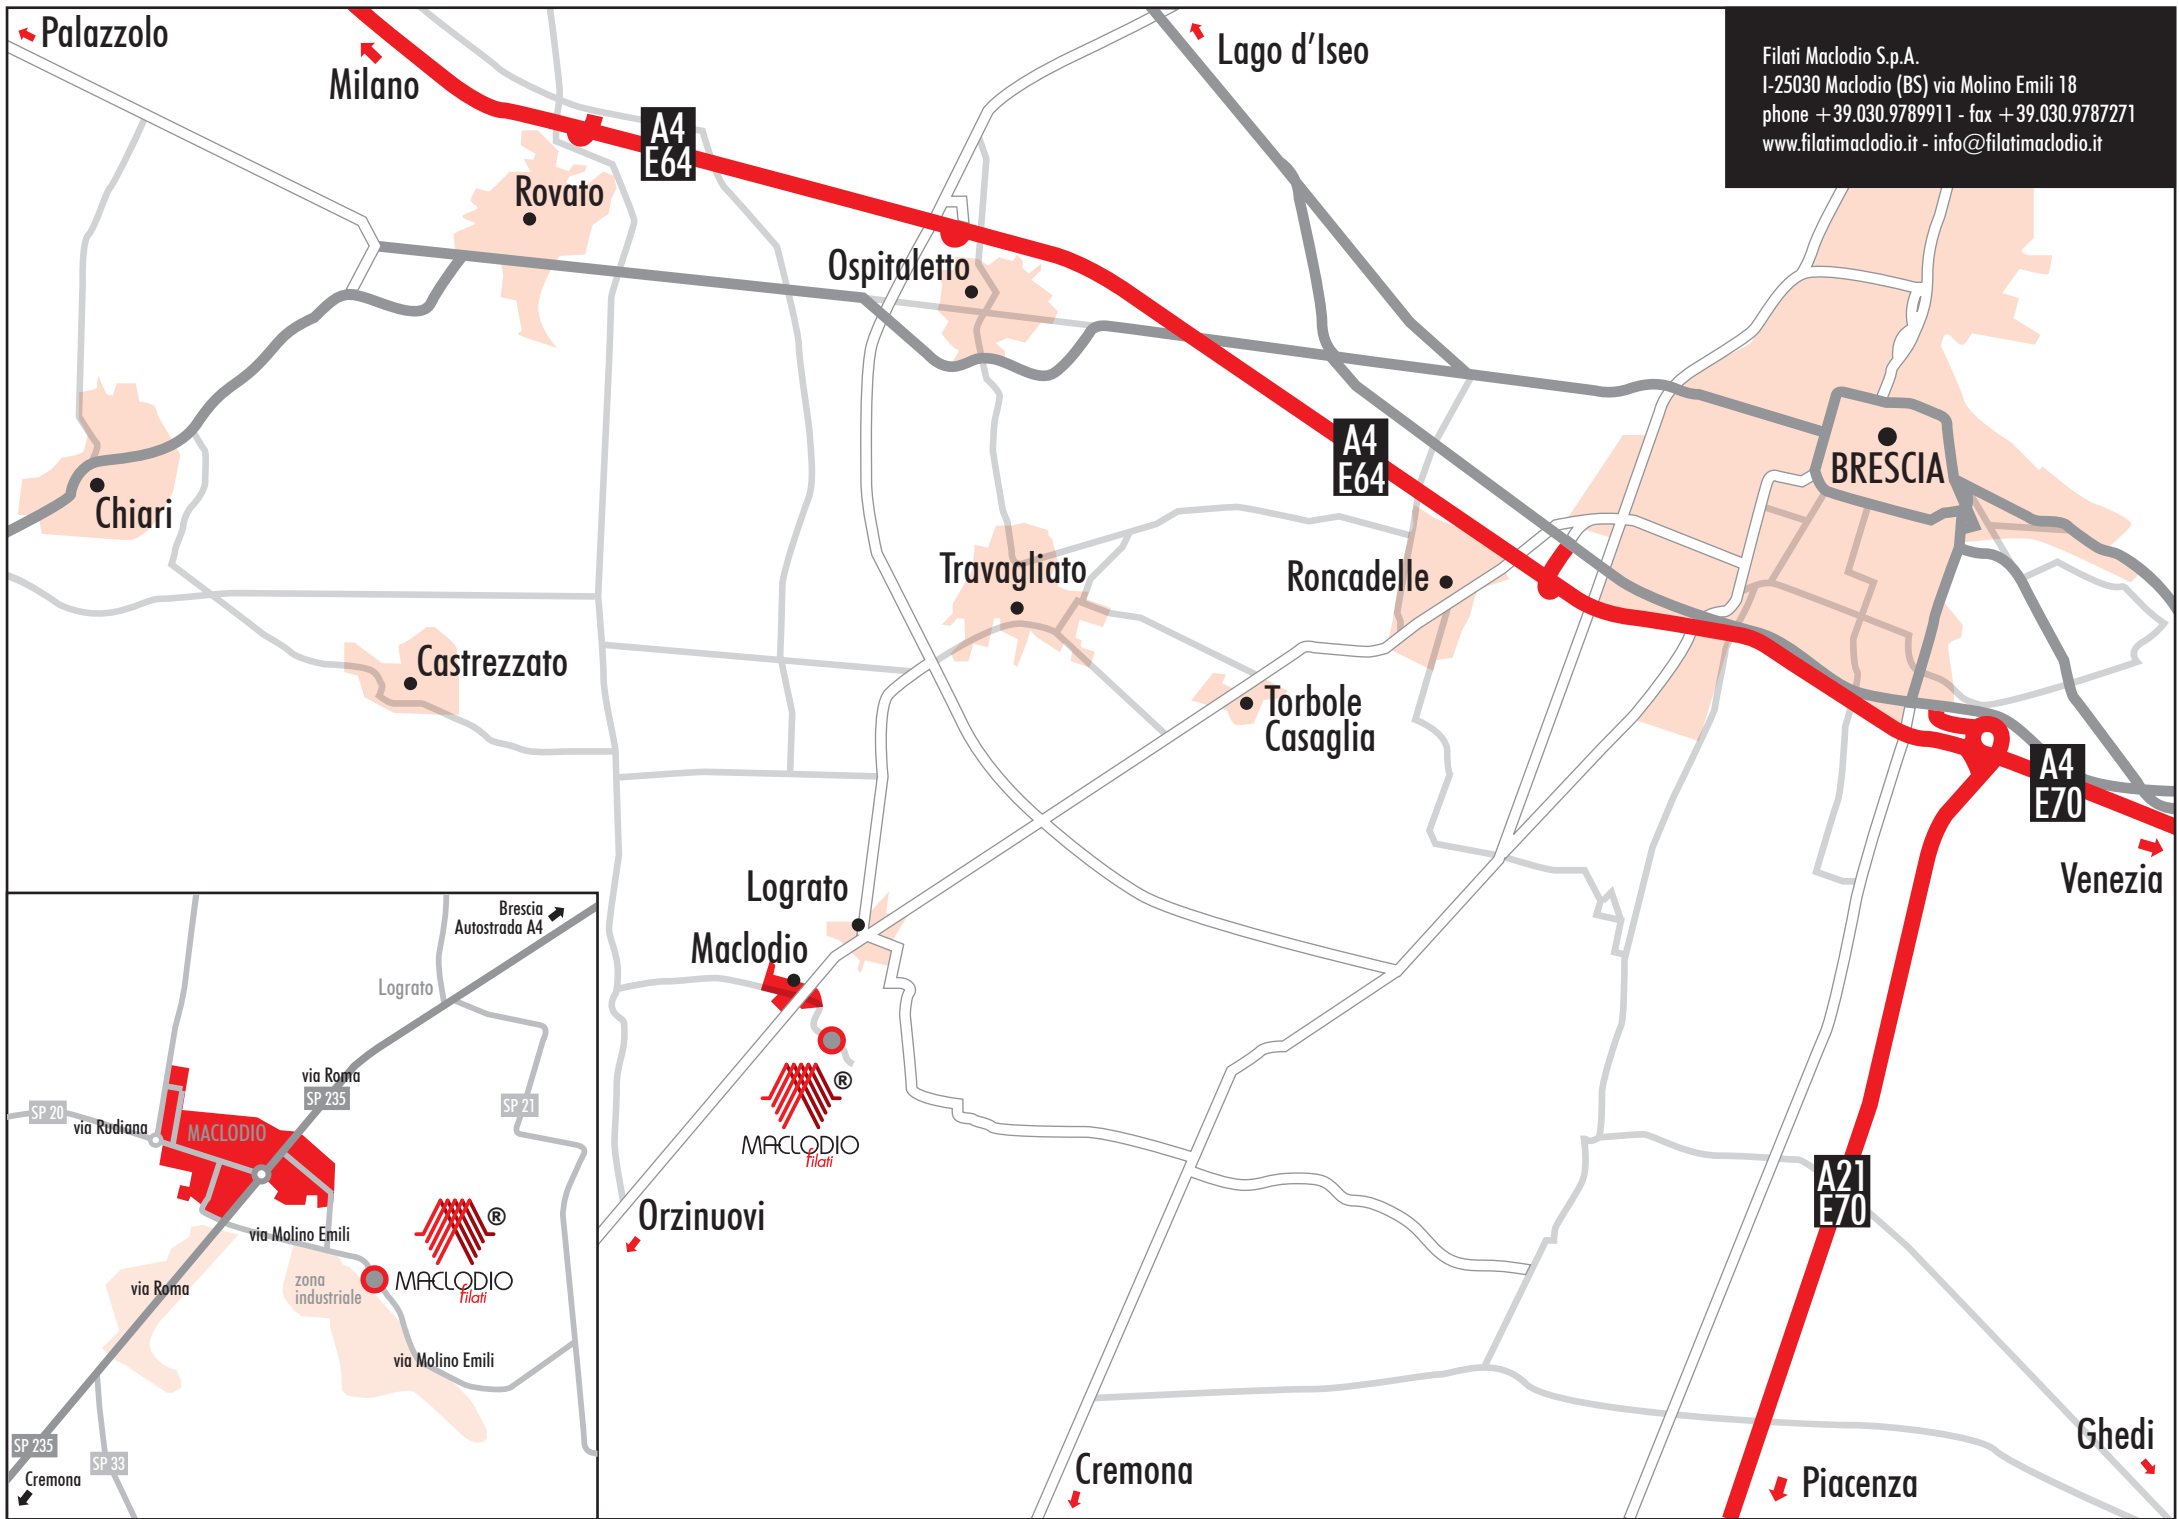 Palazzolo
Milano
Lago d'Iseo
Filati Maclodio S.p.A.
I-25030 Maclodio (BS) via Molino Emili 18
phone +39.030.9789911 - fax +39.030.9787271
www.filatimaclodio.it - info@filatimaclodio.it
A4
E64
Rovato
Ospitaletto
A4
E64
BRESCIA
Chiari
Travagliato
Roncadelle
Castrezzato
Torbole
Casaglia
A4
E70
Venezia
Lograto
Maclodio
®
MACLODIO
filati
Orzinuovi
A21
E70
Ghedi
Cremona
Piacenza
Brescia
Autostrada A4
Lograto
via Roma
SP 235
SP 21
SP 20
via Rudiana
MACLODIO
®
via Molino Emili
MACLODIO
filati
zona
industriale
via Roma
via Molino Emili
SP 235
SP 33
Cremona